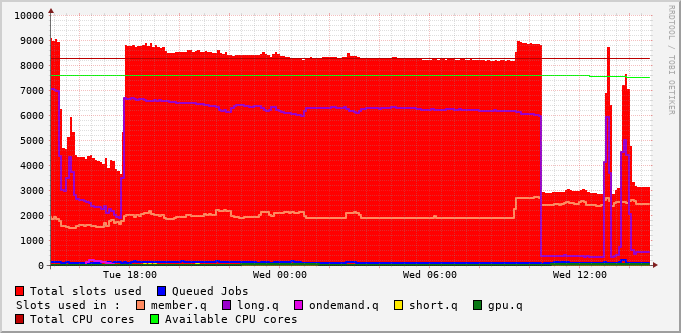 10000
9000
8000
7000
6000
5000
4000
3000
2000
1000
0
Tue 18:00 Wed 00:00 Wed 06:00 Wed 12:00
RRDTOOL / TOBI OETIKER
Total slots used Queued Jobs
Slots used in : member.q long.q ondemand.q short.q gpu.q
Total CPU cores Available CPU cores